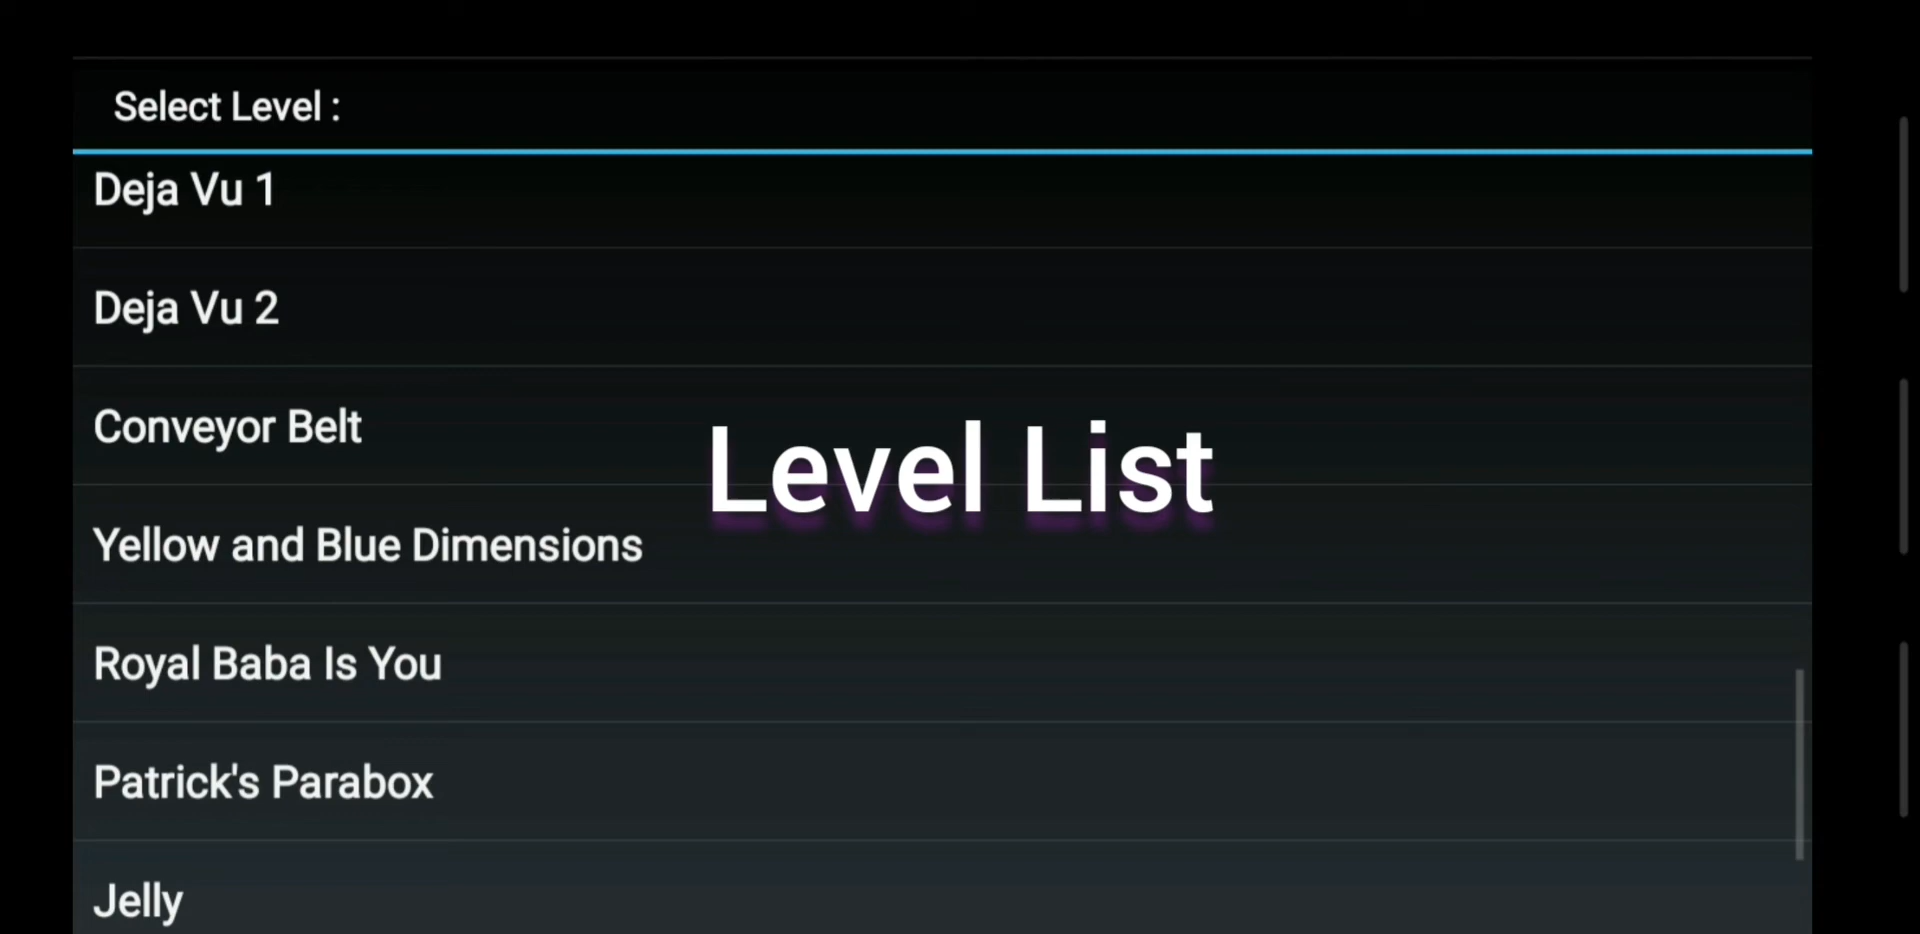 Select Level :
Deja Vu 1
Deja Vu 2
Conveyor Belt
Level List
Yellow and Blue Dimensions
Royal Baba Is You
Patrick's Parabox
Jelly